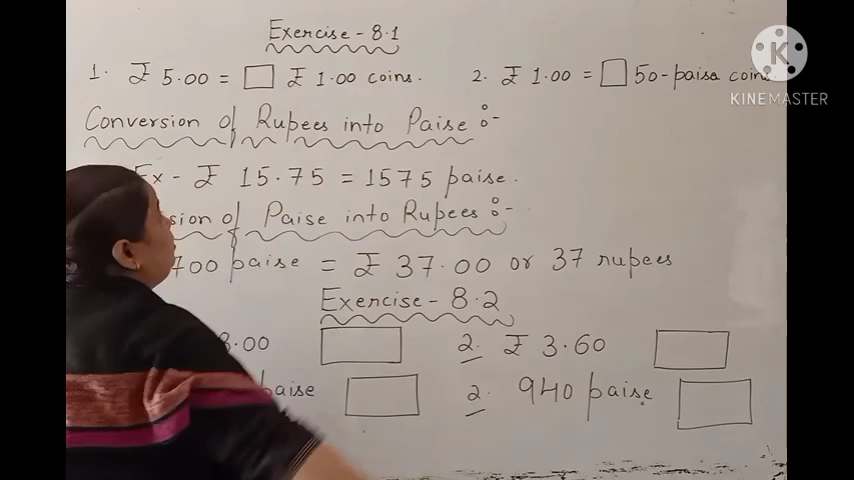 Exercise - 8.1
1. ₹ 5.00 = ☐ ₹ 1.00 coins. 2. ₹ 1.00 = ☐ 50-paisa coins
KINEMASTER
Conversion of Rupees into Paise :-
Ex - ₹ 15.75 = 1575 paise.
sion of Paise into Rupees :-
700 paise = ₹ 37.00 or 37 rupees
Exercise - 8.2
8.00 2. ₹ 3.60
paise 2. 940 paise